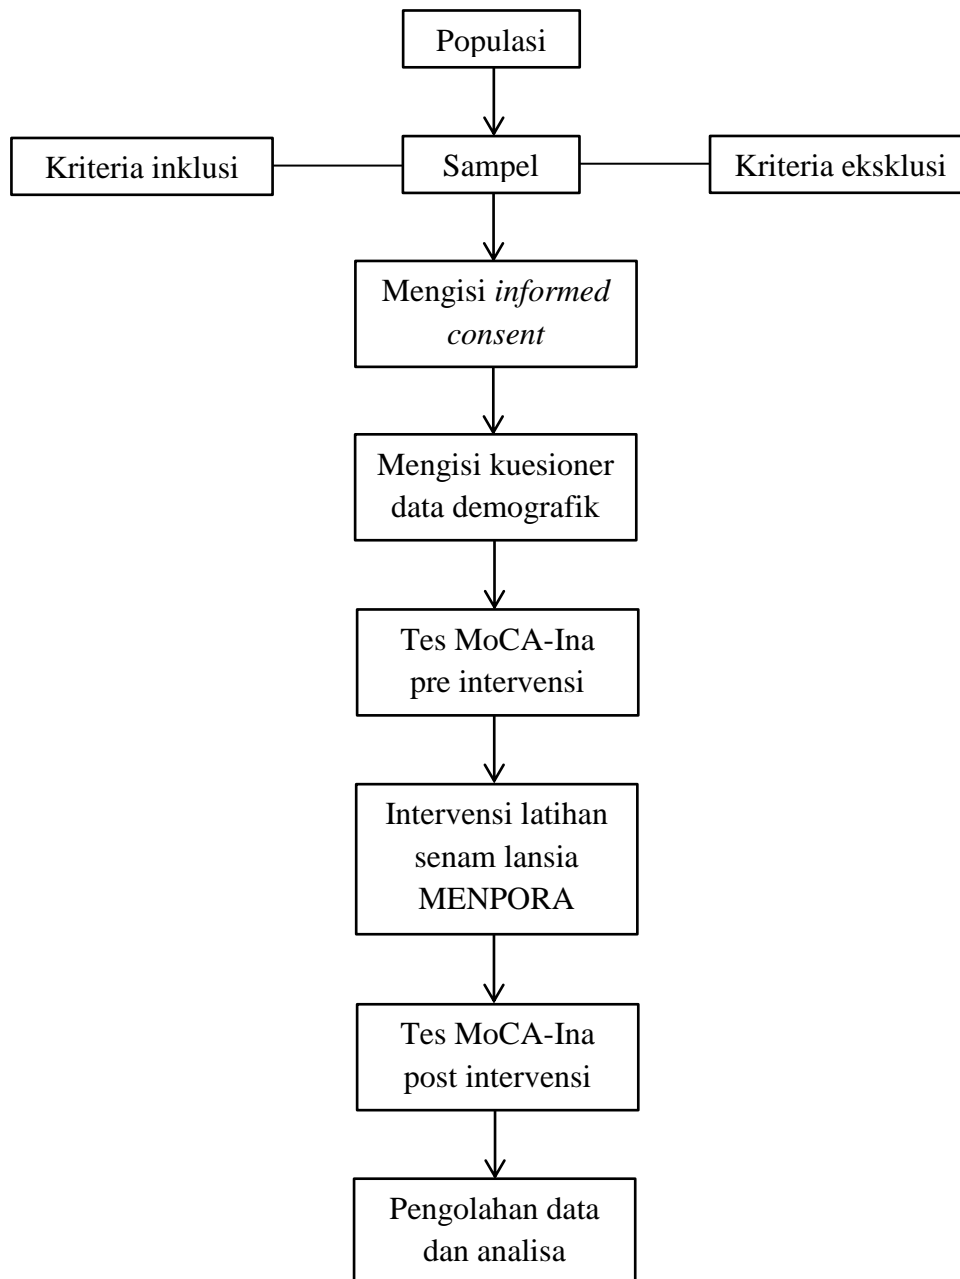 Populasi
Kriteria inklusi
Sampel
Kriteria eksklusi
Mengisi informed
consent
Mengisi kuesioner
data demografik
Tes MoCA-Ina
pre intervensi
Intervensi latihan
senam lansia
MENPORA
Tes MoCA-Ina
post intervensi
Pengolahan data
dan analisa